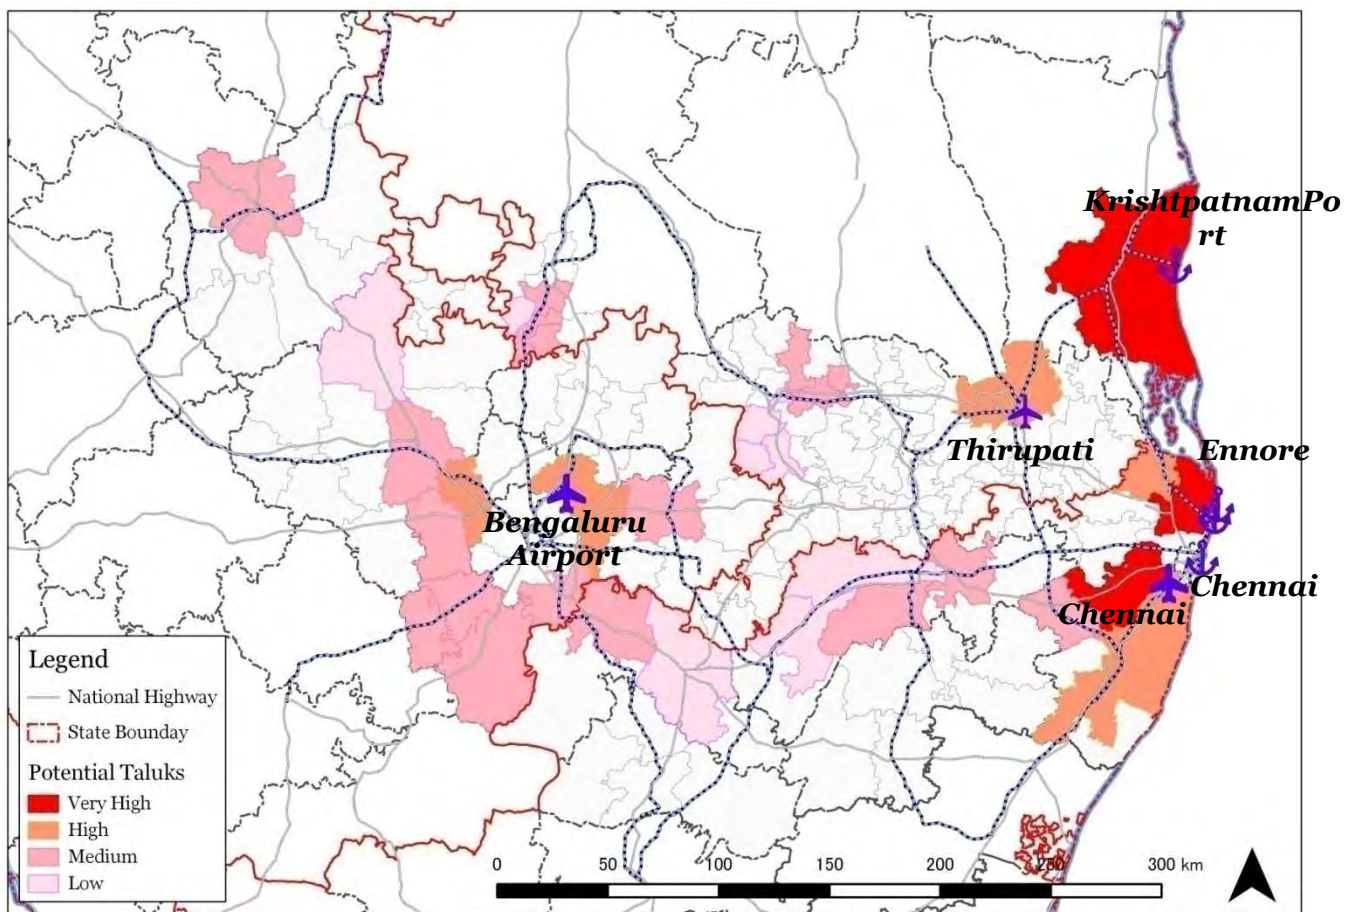 KrishtpatnamPo
rt
Thirupati
Ennore
Bengaluru
Airport
Chennai
Chennai
Legend
National Highway
State Bounday
Potential Taluks
Very High
High
Medium
Low
0 50 100 150 200 250 300 km